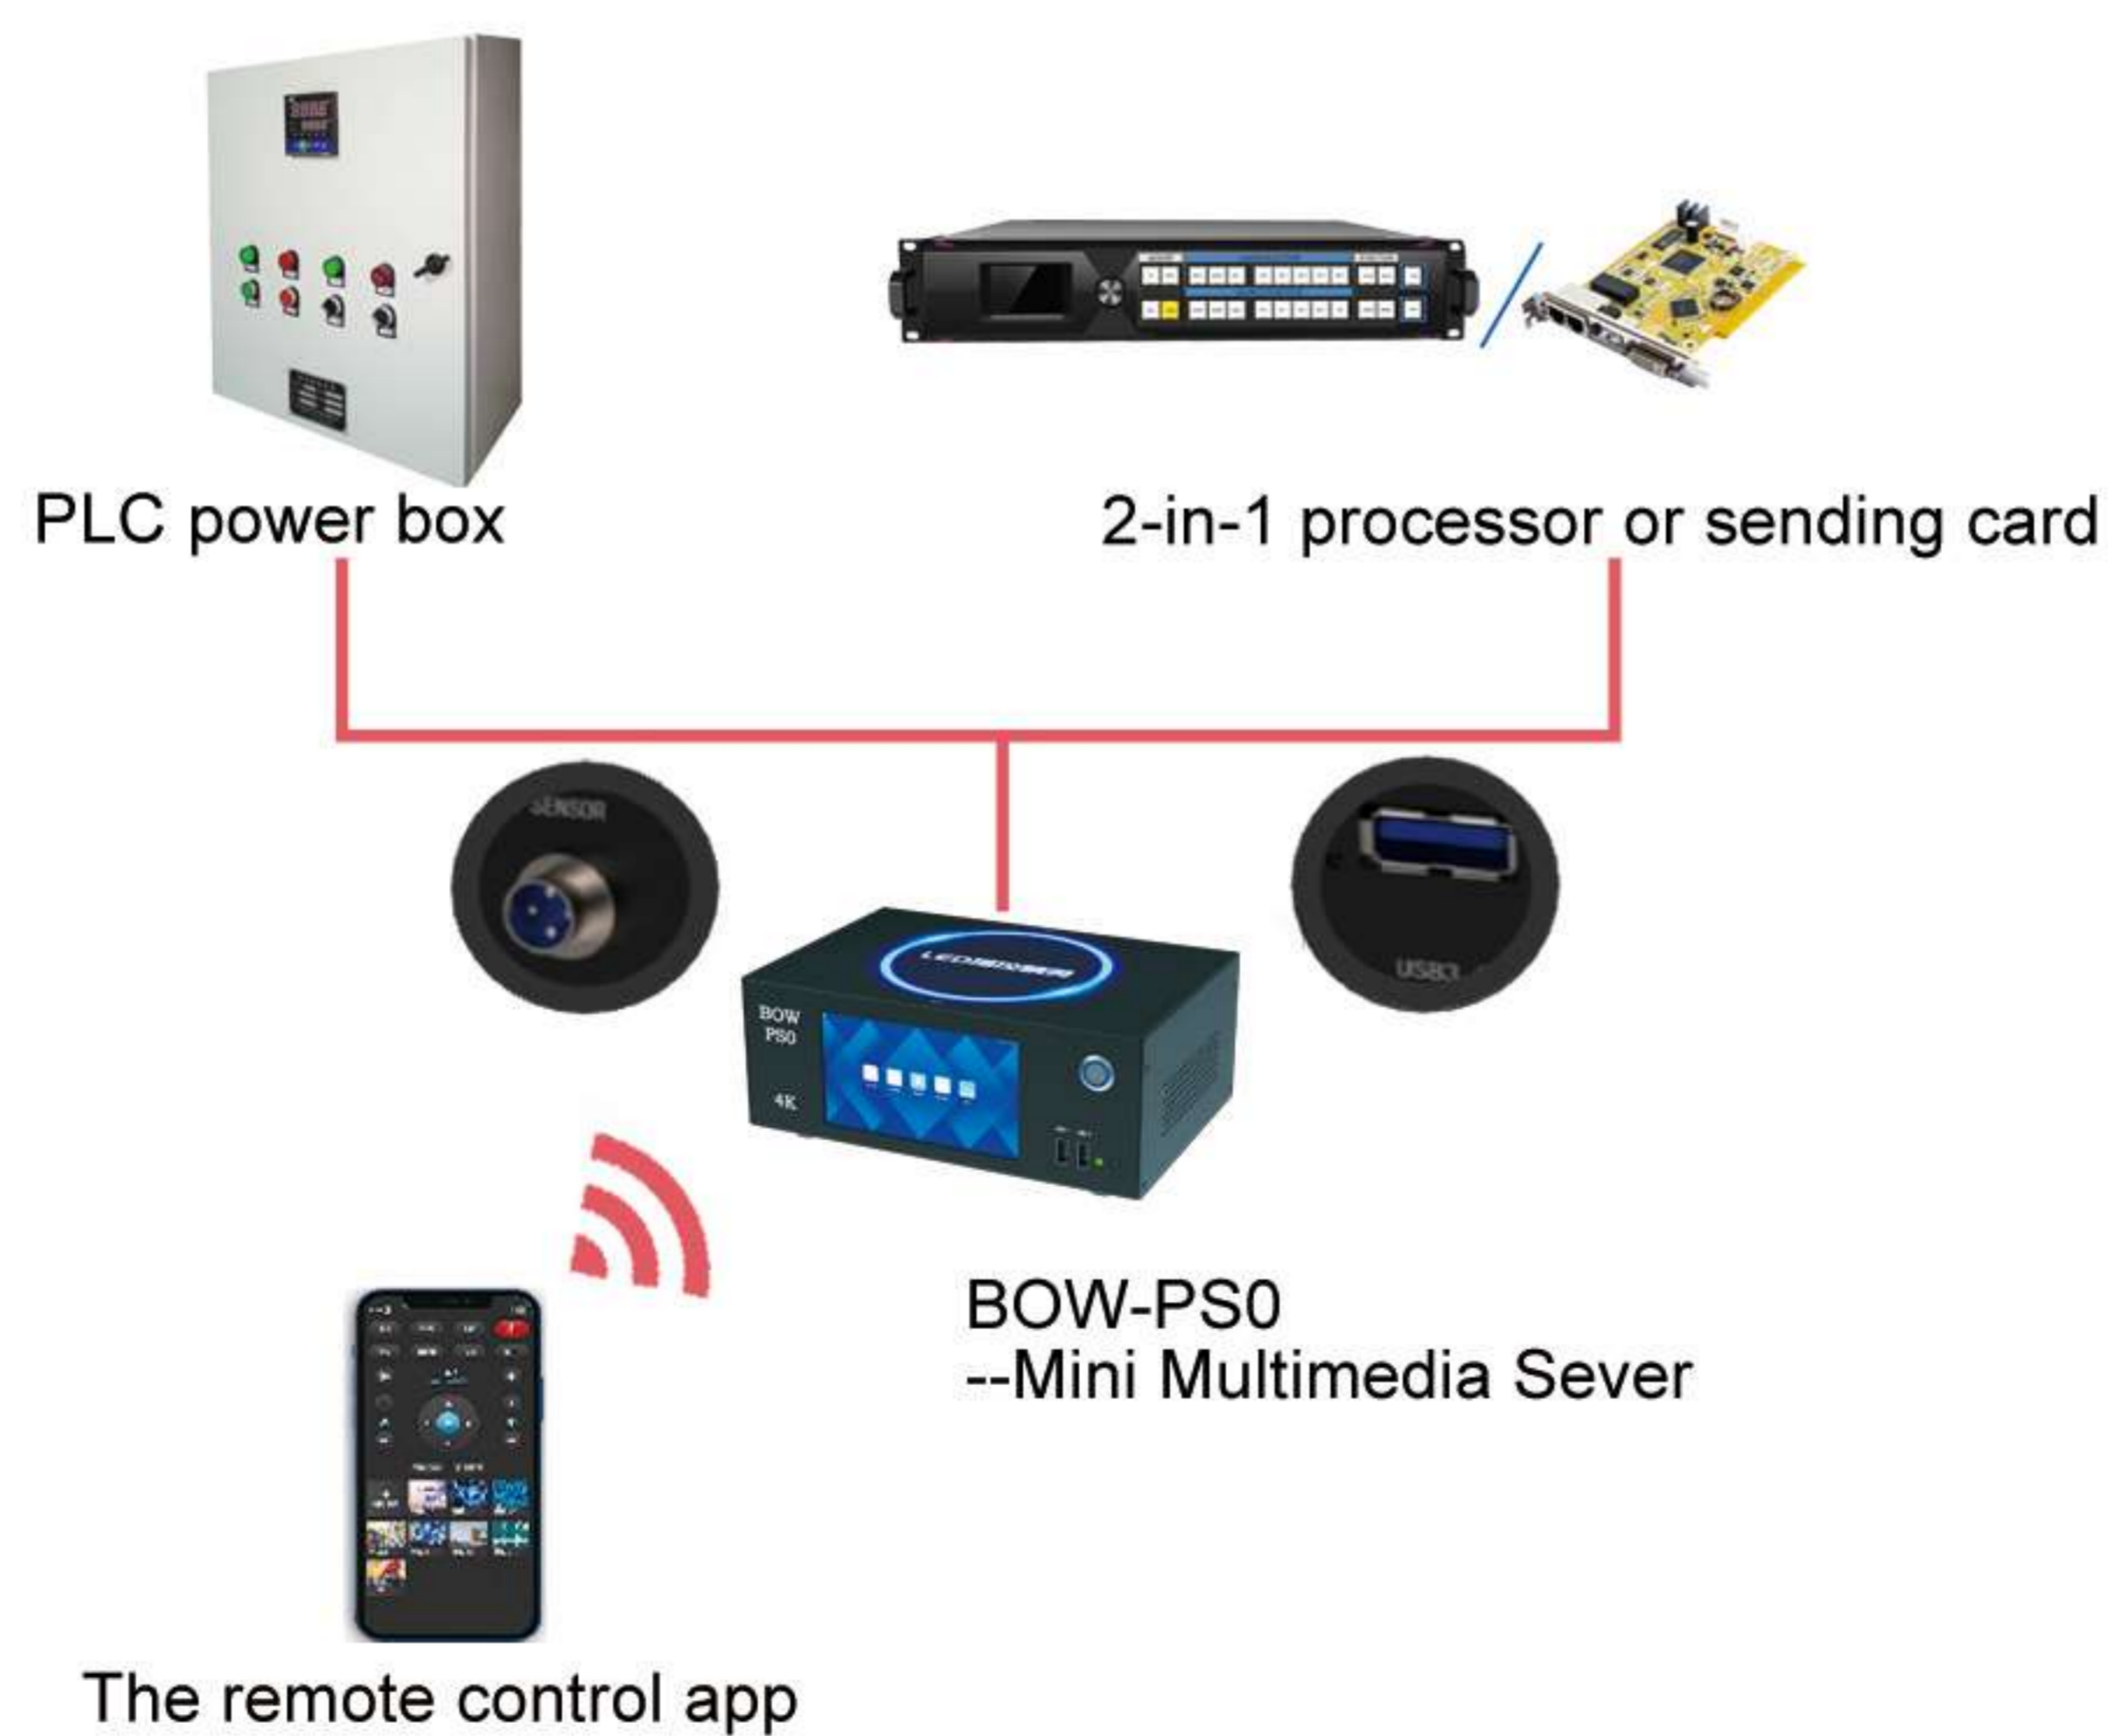 PLC power box
2-in-1 processor or sending card
SENSOR
USB3
BOW
PS0
4K
BOW-PS0
--Mini Multimedia Sever
The remote control app